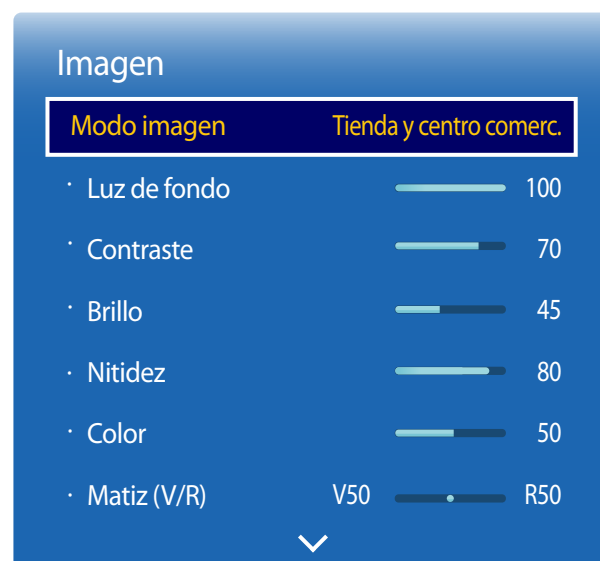 Imagen
Modo imagen Tienda y centro comerc.
· Luz de fondo 100
· Contraste 70
· Brillo 45
· Nitidez 80
· Color 50
· Matiz (V/R) V50 R50